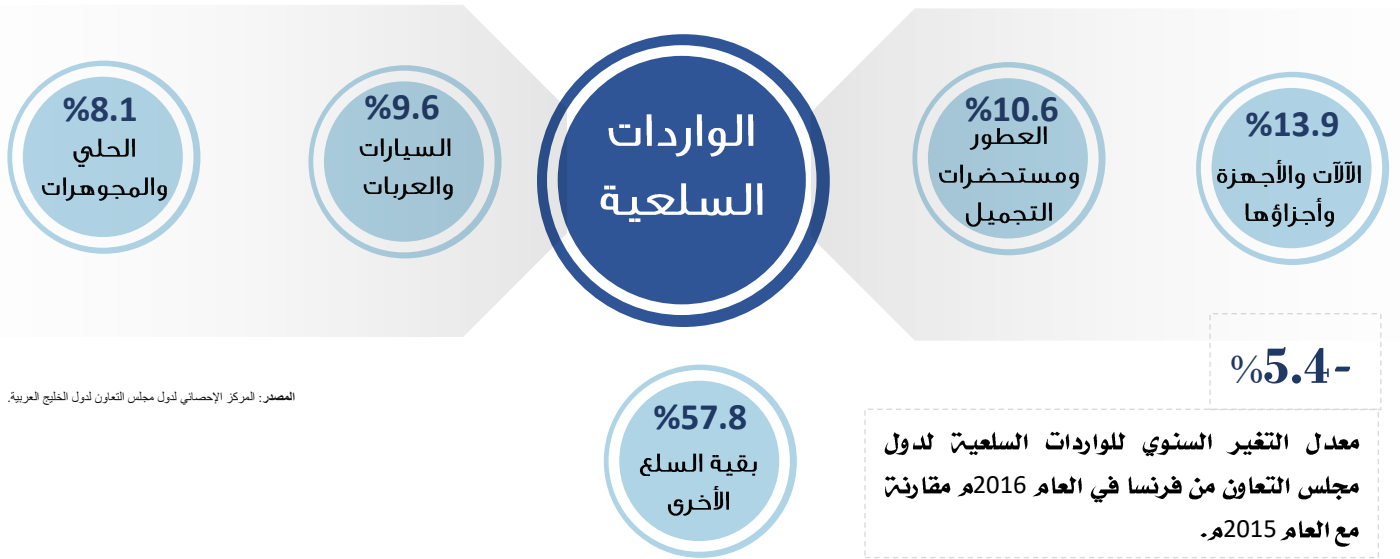 الواردات
السلعية
%13.9
الآلات والأجهزة
وأجزاؤها
%10.6
العطور
ومستحضرات
التجميل
%9.6
السيارات
والعربات
%8.1
الحلي
والمجوهرات
%57.8
بقية السلع
الأخرى
%5.4-
معدل التغير السنوي للواردات السلعية لدول
مجلس التعاون من فرنسا في العام 2016م مقارنة
مع العام 2015م.
المصدر: المركز الإحصائي لدول مجلس التعاون لدول الخليج العربية.